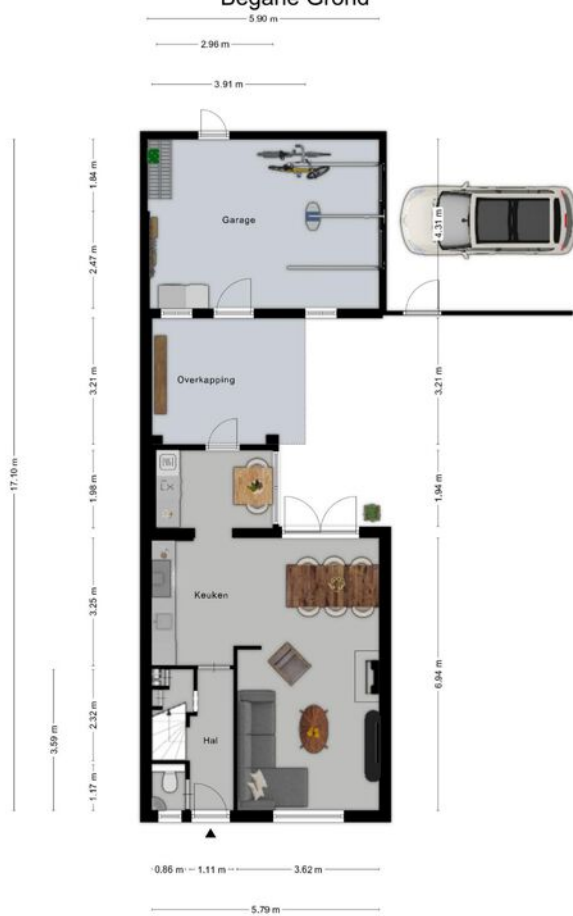 Begane Grond
5.90 m
2.96 m
3.91 m
Garage
Overkapping
Keuken
Hal
17.10 m
3.59 m
1.84 m
2.47 m
3.21 m
1.98 m
3.25 m
2.32 m
1.17 m
4.31 m
3.21 m
1.94 m
6.94 m
0.86 m
1.11 m
3.62 m
5.79 m